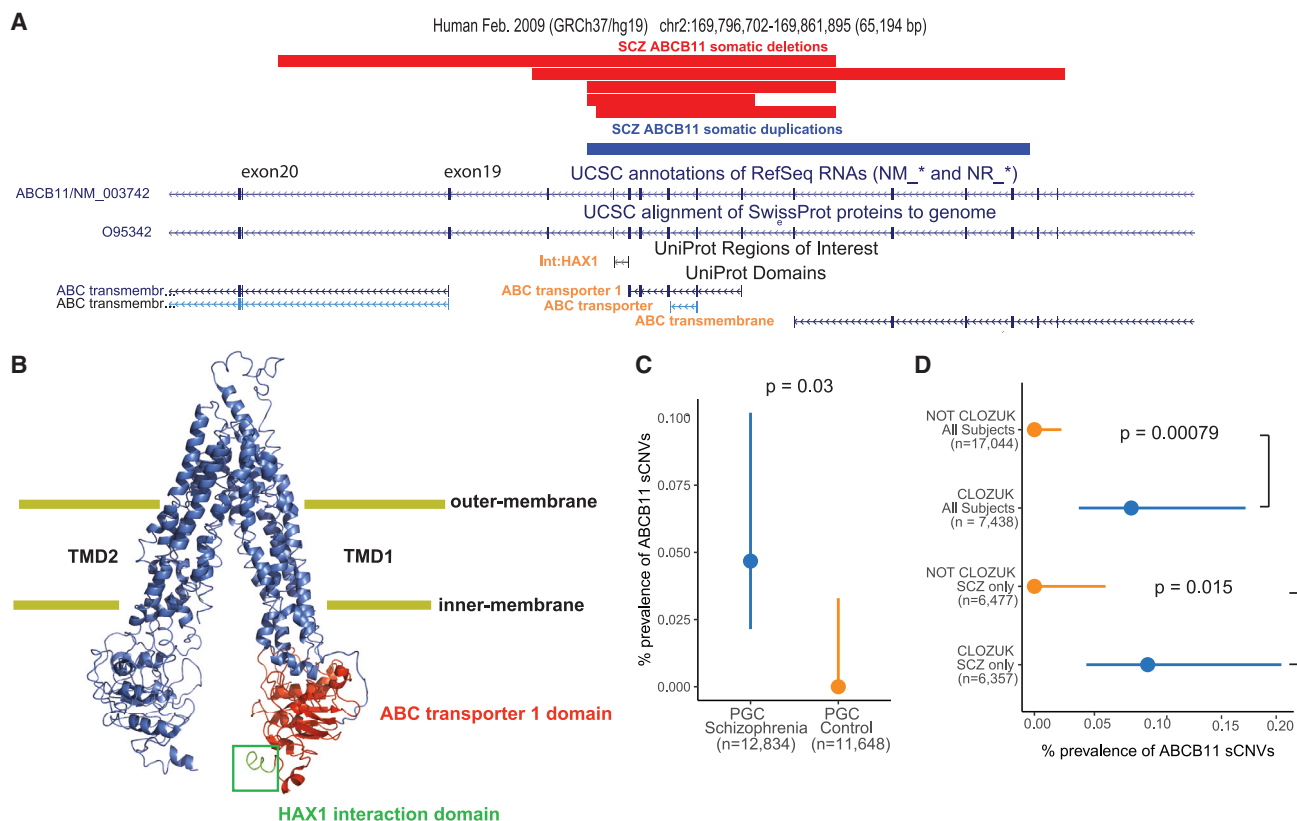 A
Human Feb. 2009 (GRCh37/hg19) chr2:169,796,702-169,861,895 (65,194 bp)
SCZ ABCB11 somatic deletions
SCZ ABCB11 somatic duplications
exon20
exon19
UCSC annotations of RefSeq RNAs (NM_* and NR_*)
ABCB11/NM_003742
UCSC alignment of SwissProt proteins to genome
e
O95342
UniProt Regions of Interest
Int:HAX1
UniProt Domains
ABC transmembr...
ABC transporter 1
ABC transmembr...
ABC transporter
ABC transmembrane
B
outer-membrane
TMD2
TMD1
inner-membrane
ABC transporter 1 domain
HAX1 interaction domain
C
p = 0.03
% prevalence of ABCB11 sCNVs
0.100
0.075
0.050
0.025
0.000
PGC
Schizophrenia
(n=12,834)
PGC
Control
(n=11,648)
D
NOT CLOZUK
All Subjects
(n=17,044)
p = 0.00079
CLOZUK
All Subjects
(n = 7,438)
NOT CLOZUK
SCZ only
(n=6,477)
p = 0.015
CLOZUK
SCZ only
(n=6,357)
0.00
0.05
0.10
0.15
0.20
% prevalence of ABCB11 sCNVs